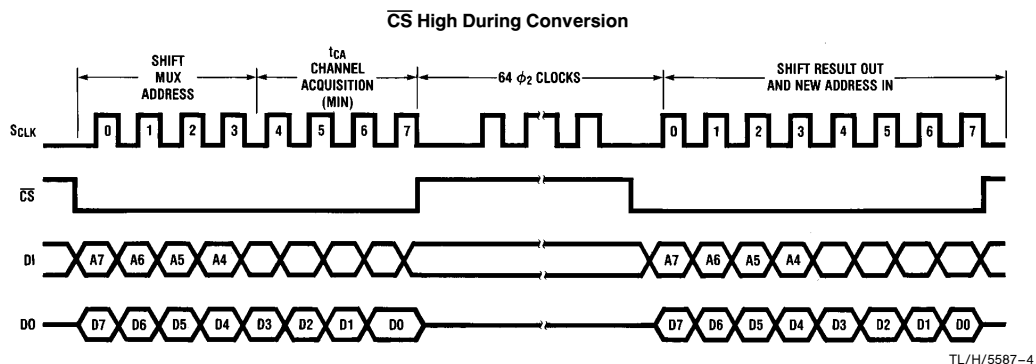 CS High During Conversion
SHIFT
MUX
ADDRESS
tCA
CHANNEL
ACQUISITION
(MIN)
64 ϕ2 CLOCKS
SHIFT RESULT OUT
AND NEW ADDRESS IN
SCLK
0 1 2 3 4 5 6 7 0 1 2 3 4 5 6 7
CS
DI
A7 A6 A5 A4 A7 A6 A5 A4
DO
D7 D6 D5 D4 D3 D2 D1 D0 D7 D6 D5 D4 D3 D2 D1 D0
TL/H/5587–4